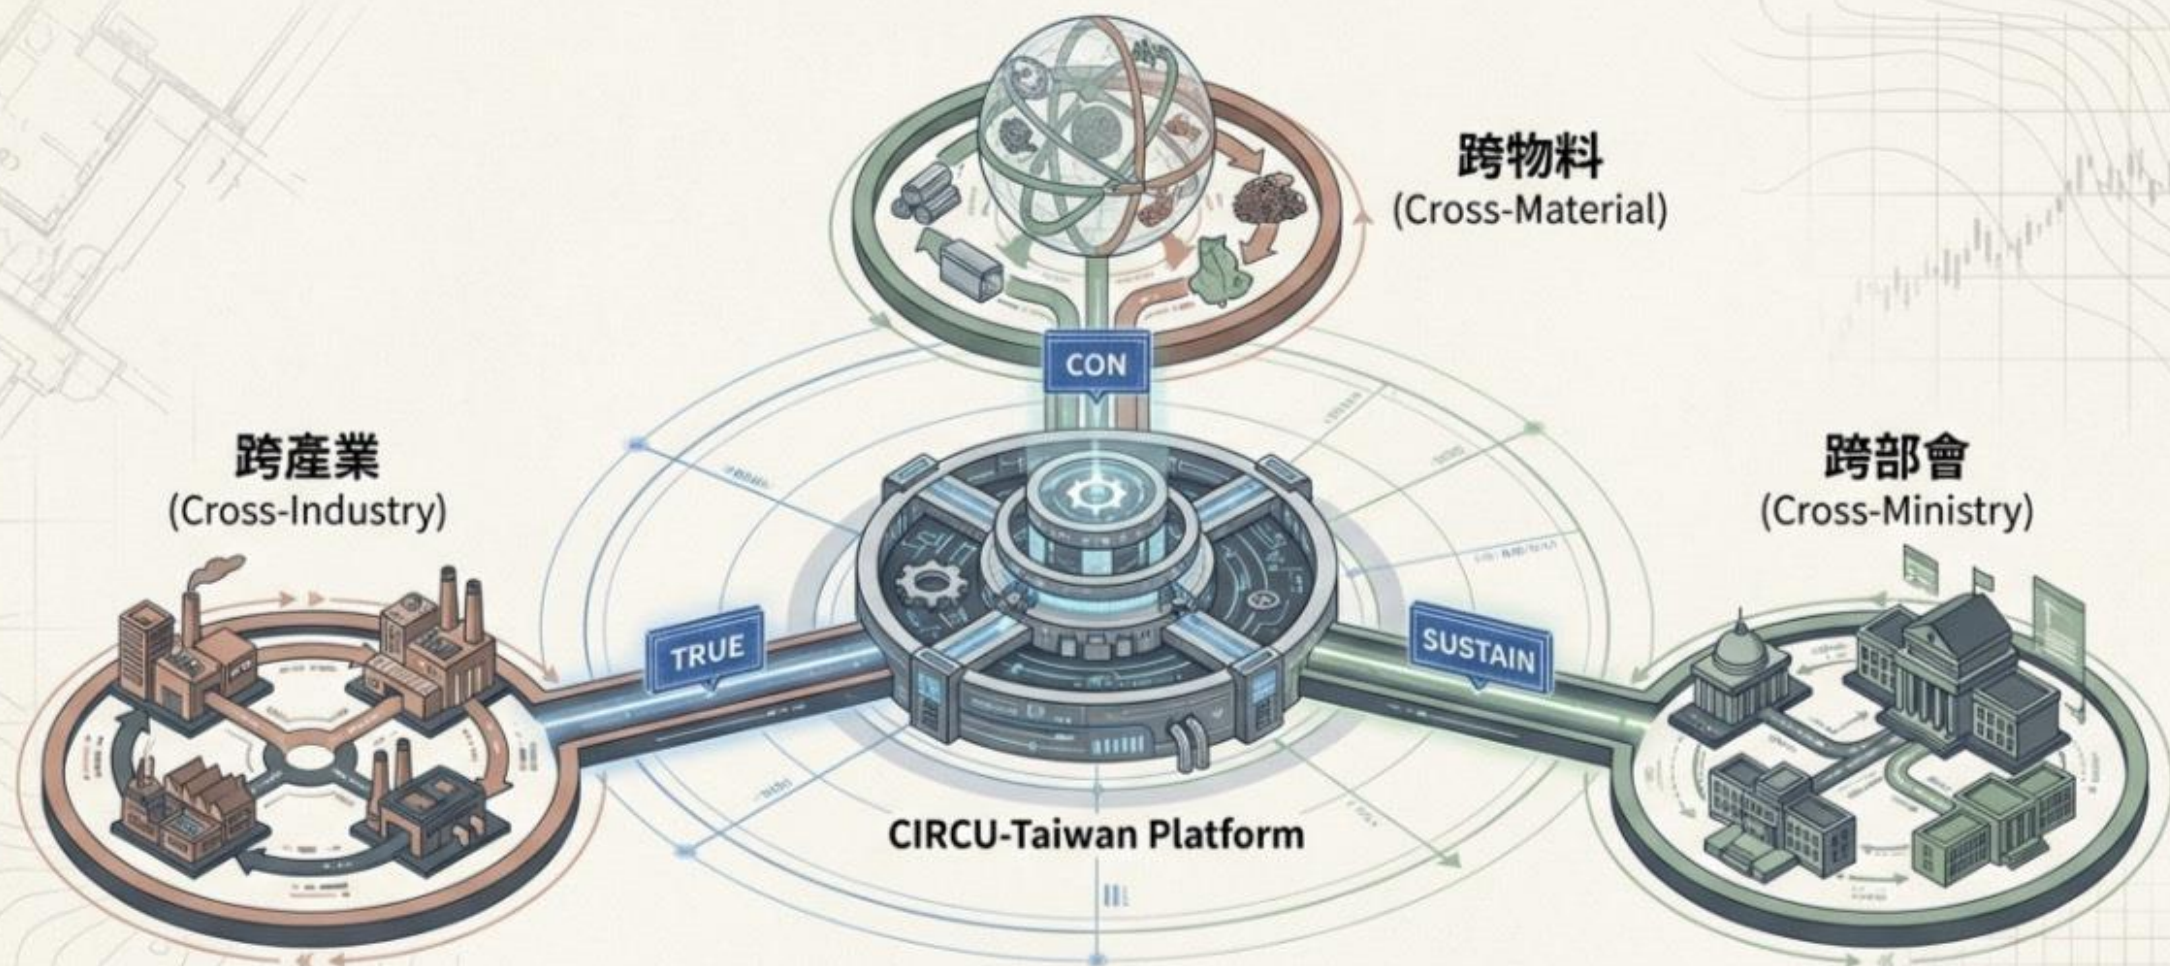 跨物料
(Cross-Material)
CON
跨產業
(Cross-Industry)
跨部會
(Cross-Ministry)
TRUE
SUSTAIN
CIRCU-Taiwan Platform